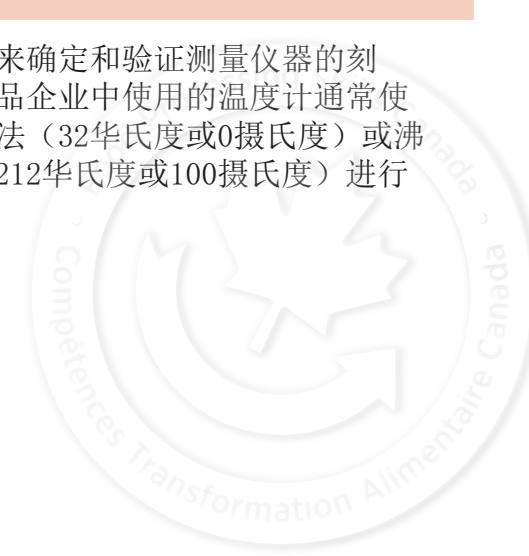 来确定和验证测量仪器的刻
品企业中使用的温度计通常使
法（32华氏度或0摄氏度）或沸
212华氏度或100摄氏度）进行
Compétences Transformation Alimentaire Canada